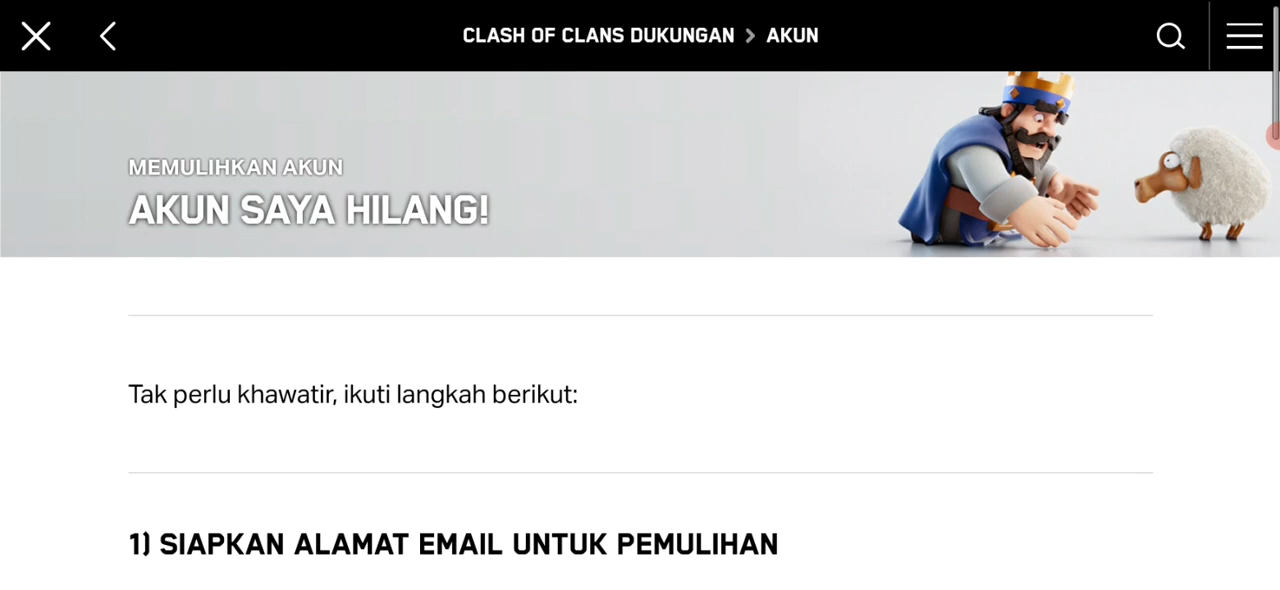 CLASH OF CLANS DUKUNGAN > AKUN
MEMULIHKAN AKUN
AKUN SAYA HILANG!
Tak perlu khawatir, ikuti langkah berikut:
1) SIAPKAN ALAMAT EMAIL UNTUK PEMULIHAN